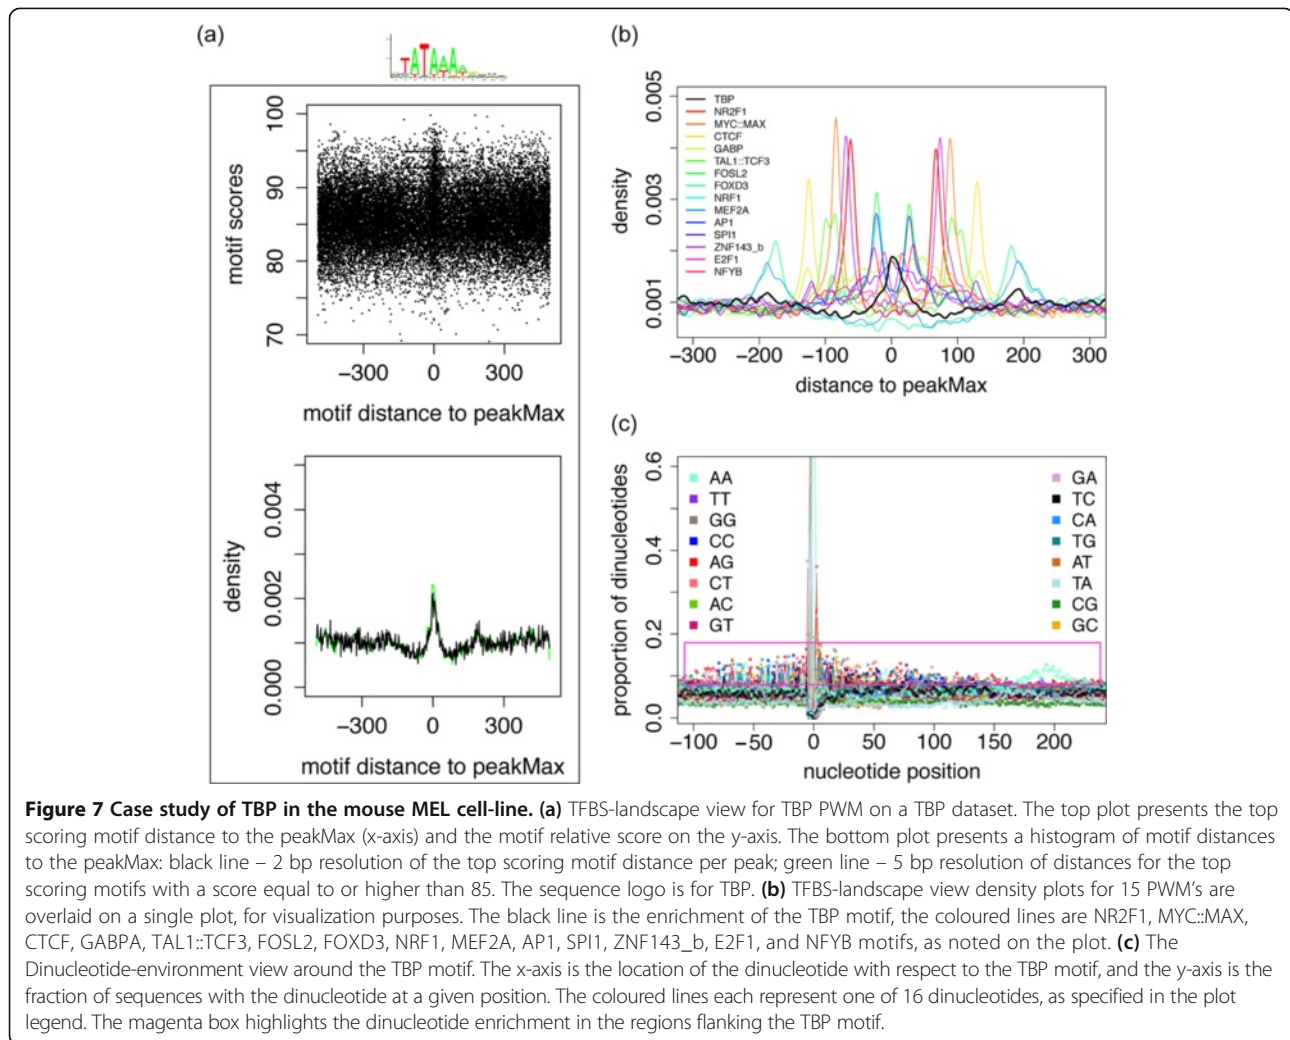 (a)
TATAAA
motif scores
100
90
80
70
−300
0
300
motif distance to peakMax
density
0.004
0.002
0.000
−300
0
300
motif distance to peakMax
(b)
density
0.005
0.003
0.001
TBP
NR2F1
MYC::MAX
CTCF
GABP
TAL1::TCF3
FOSL2
FOXD3
NRF1
MEF2A
AP1
SPI1
ZNF143_b
E2F1
NFYB
−300 −200 −100 0 100 200 300
distance to peakMax
(c)
proportion of dinucleotides
0.6
0.4
0.2
0.0
AA
TT
GG
CC
AG
CT
AC
GT
GA
TC
CA
TG
AT
TA
CG
GC
−100 −50 0 50 100 150 200
nucleotide position
Figure 7 Case study of TBP in the mouse MEL cell-line. (a) TFBS-landscape view for TBP PWM on a TBP dataset. The top plot presents the top
scoring motif distance to the peakMax (x-axis) and the motif relative score on the y-axis. The bottom plot presents a histogram of motif distances
to the peakMax: black line – 2 bp resolution of the top scoring motif distance per peak; green line – 5 bp resolution of distances for the top
scoring motifs with a score equal to or higher than 85. The sequence logo is for TBP. (b) TFBS-landscape view density plots for 15 PWM's are
overlaid on a single plot, for visualization purposes. The black line is the enrichment of the TBP motif, the coloured lines are NR2F1, MYC::MAX,
CTCF, GABPA, TAL1::TCF3, FOSL2, FOXD3, NRF1, MEF2A, AP1, SPI1, ZNF143_b, E2F1, and NFYB motifs, as noted on the plot. (c) The
Dinucleotide-environment view around the TBP motif. The x-axis is the location of the dinucleotide with respect to the TBP motif, and the y-axis is the
fraction of sequences with the dinucleotide at a given position. The coloured lines each represent one of 16 dinucleotides, as specified in the plot
legend. The magenta box highlights the dinucleotide enrichment in the regions flanking the TBP motif.